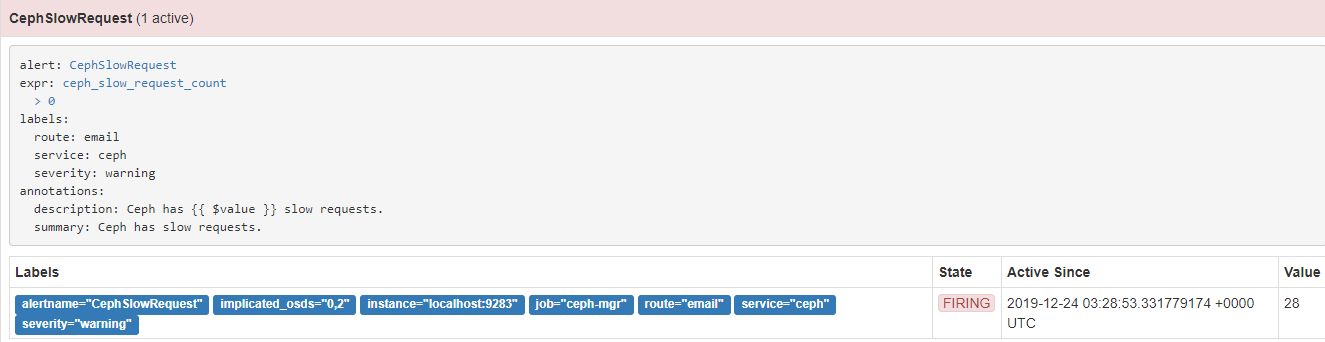 CephSlowRequest (1 active)
alert: CephSlowRequest
expr: ceph_slow_request_count
> 0
labels:
route: email
service: ceph
severity: warning
annotations:
description: Ceph has {{ $value }} slow requests.
summary: Ceph has slow requests.
Labels State Active Since Value
alertname="CephSlowRequest" implicated_osds="0,2" instance="localhost:9283" job="ceph-mgr" route="email" service="ceph" FIRING 2019-12-24 03:28:53.331779174 +0000 28
severity="warning" UTC